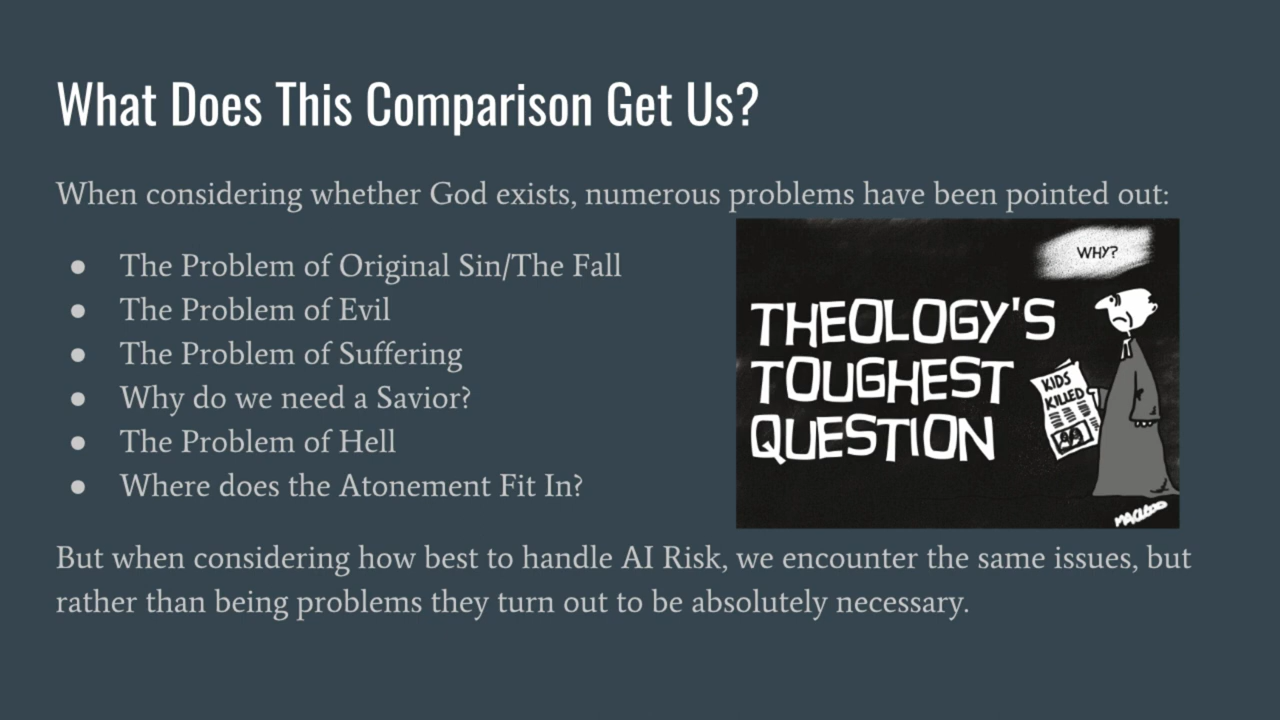 What Does This Comparison Get Us?
When considering whether God exists, numerous problems have been pointed out:
● The Problem of Original Sin/The Fall
● The Problem of Evil
● The Problem of Suffering
● Why do we need a Savior?
● The Problem of Hell
● Where does the Atonement Fit In?
WHY?
THEOLOGY'S
TOUGHEST
QUESTION
KIDS
KILLED
MACLEOD
But when considering how best to handle AI Risk, we encounter the same issues, but
rather than being problems they turn out to be absolutely necessary.